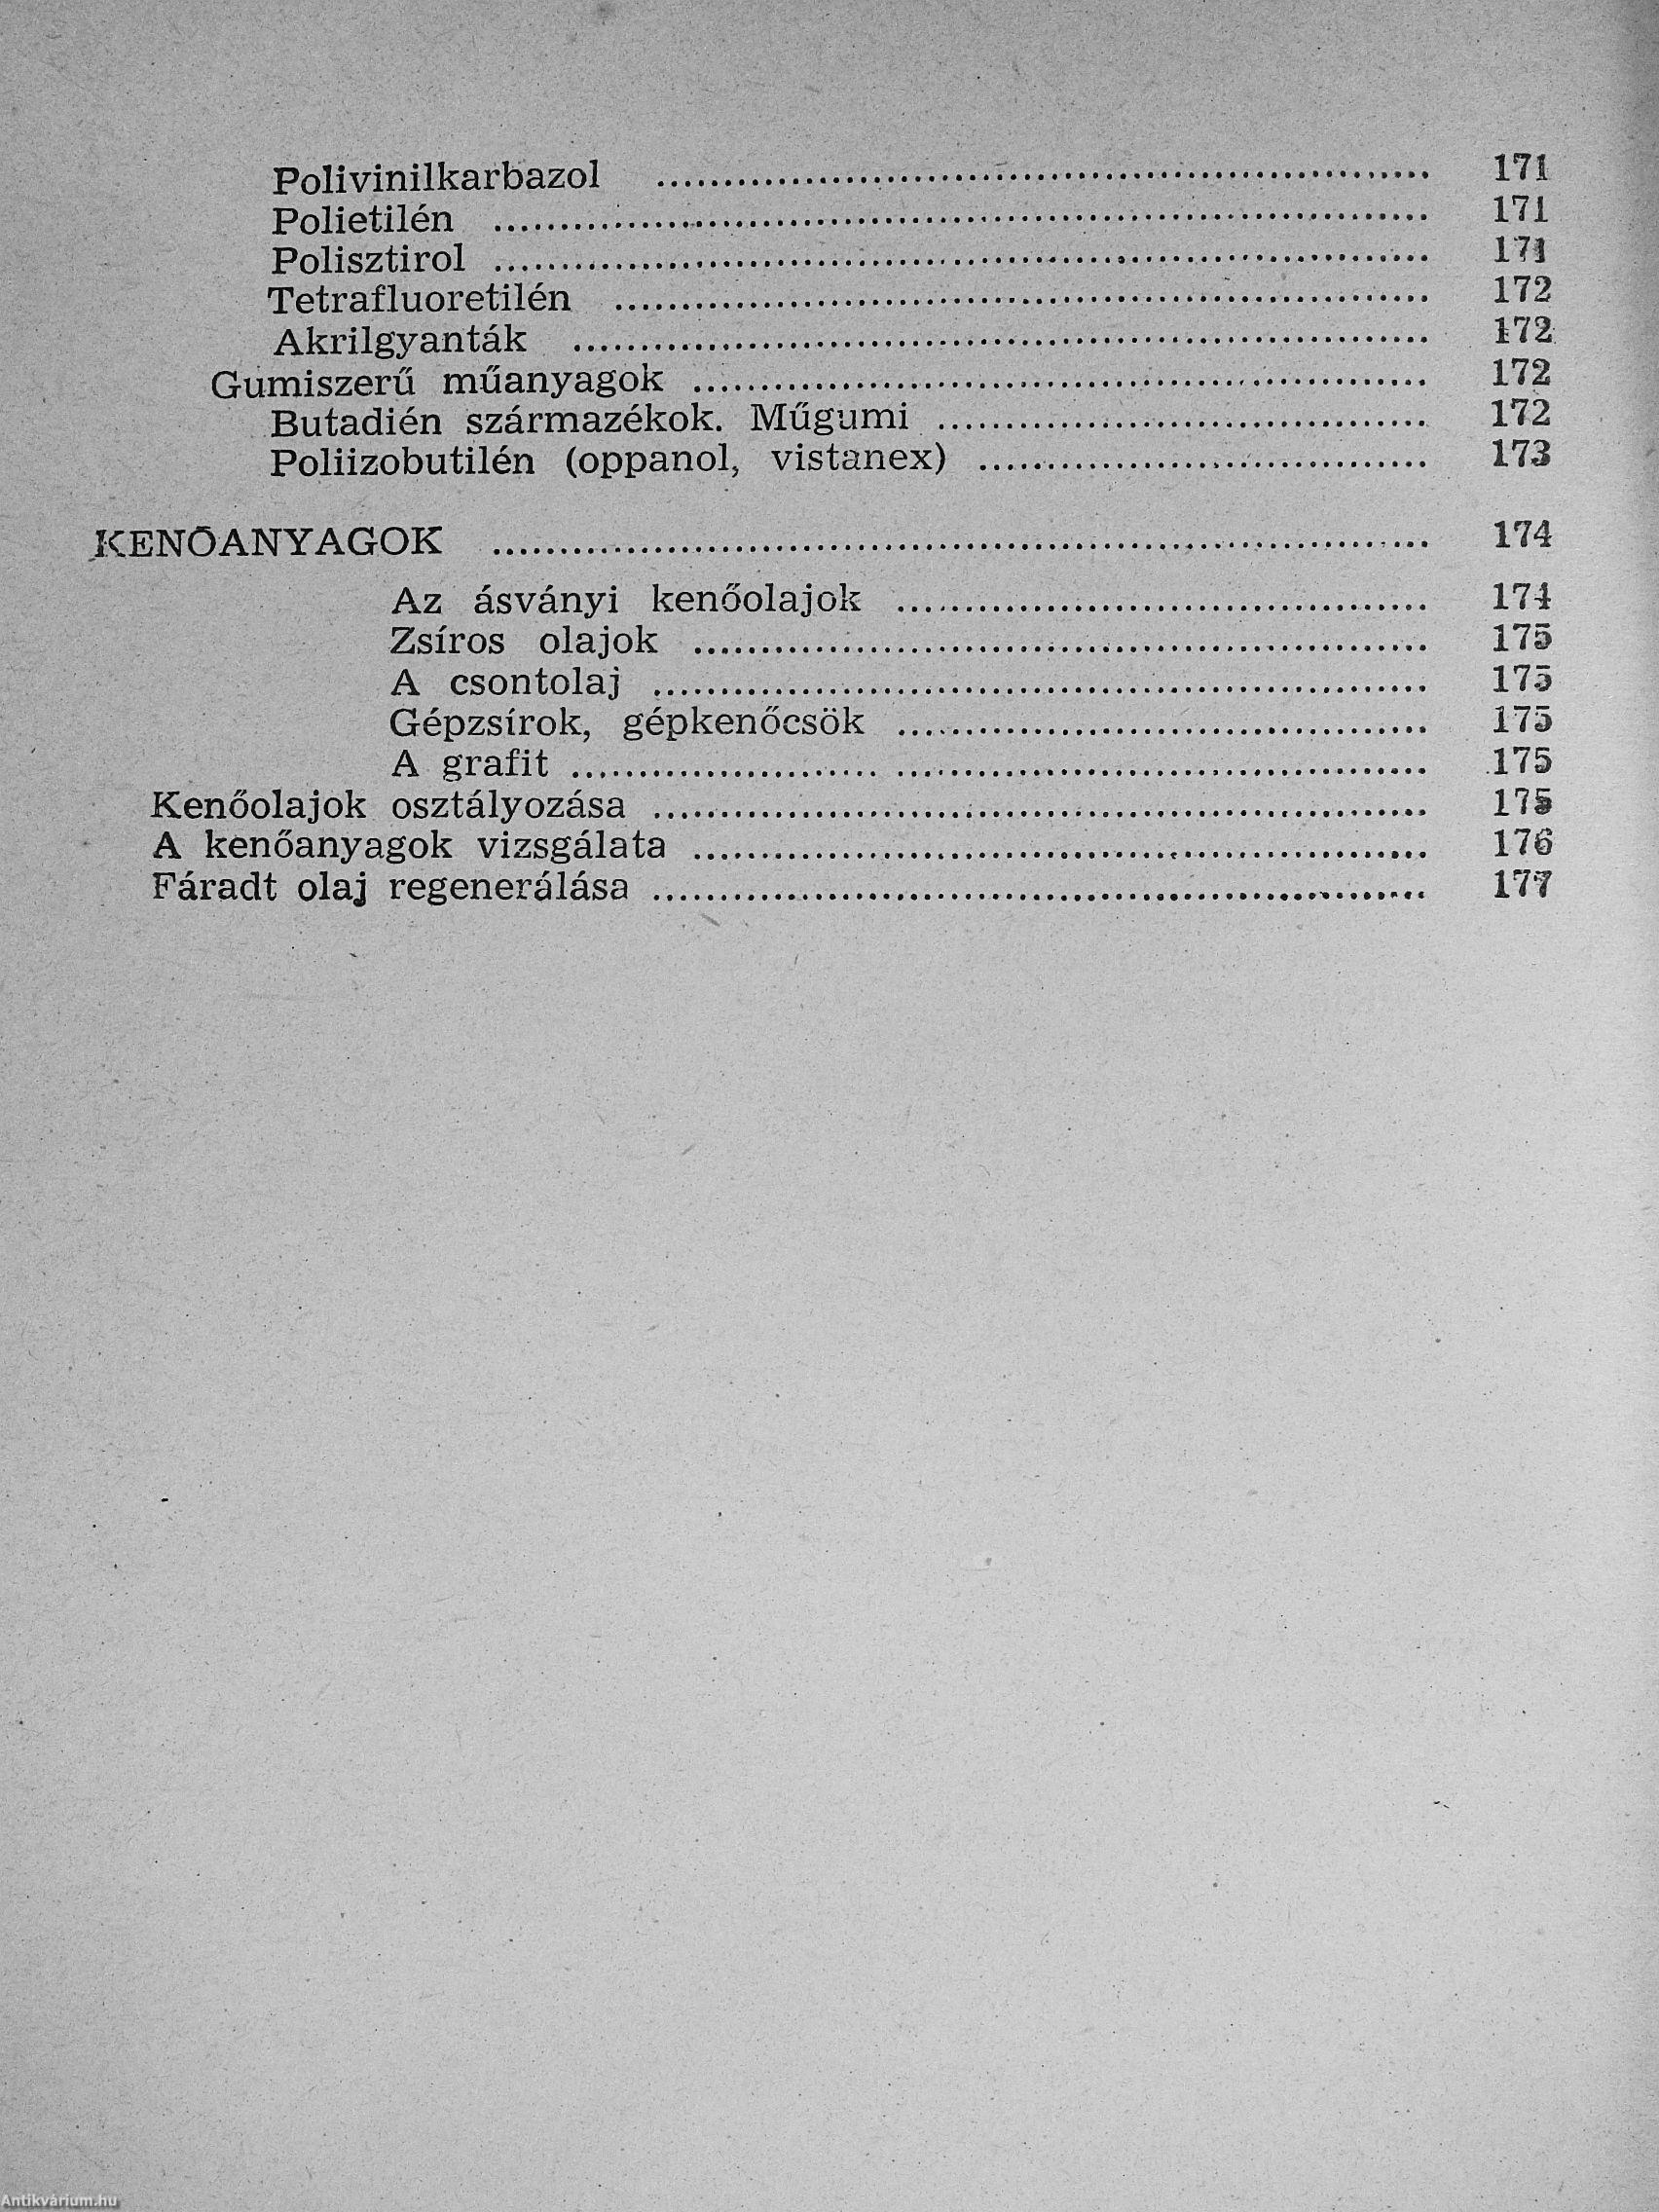 Polivinilkarbazol ........................ 171
Polietilén ........................ 171
Polisztirol ........................ 171
Tetrafluoretilén ........................ 172
Akrilgyanták ........................ 172
Gumiszerű műanyagok ........................ 172
Butadién származékok. Műgumi ........................ 172
Poliizobutilén (oppanol, vistanex) ........................ 173
KENŐANYAGOK ........................ 174
Az ásványi kenőolajok ........................ 174
Zsíros olajok ........................ 175
A csontolaj ........................ 175
Gépzsírok, gépkenőcsök ........................ 175
A grafit ........................ 175
Kenőolajok osztályozása ........................ 175
A kenőanyagok vizsgálata ........................ 176
Fáradt olaj regenerálása ........................ 177
Antikvárium.hu